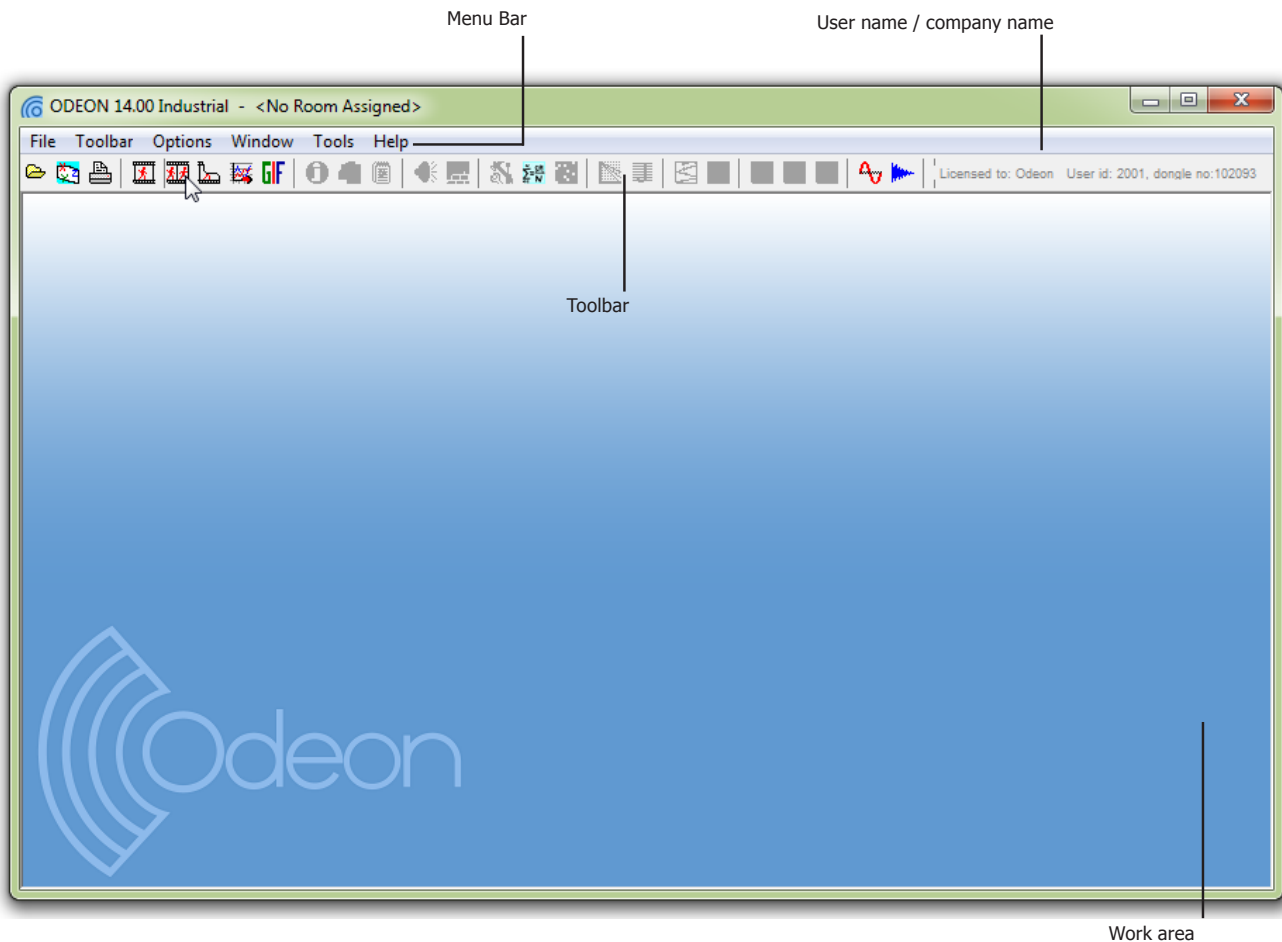 Menu Bar
User name / company name
ODEON 14.00 Industrial - <No Room Assigned>
File Toolbar Options Window Tools Help
GIF
Licensed to: Odeon User id: 2001, dongle no:102093
Toolbar
Odeon
Work area